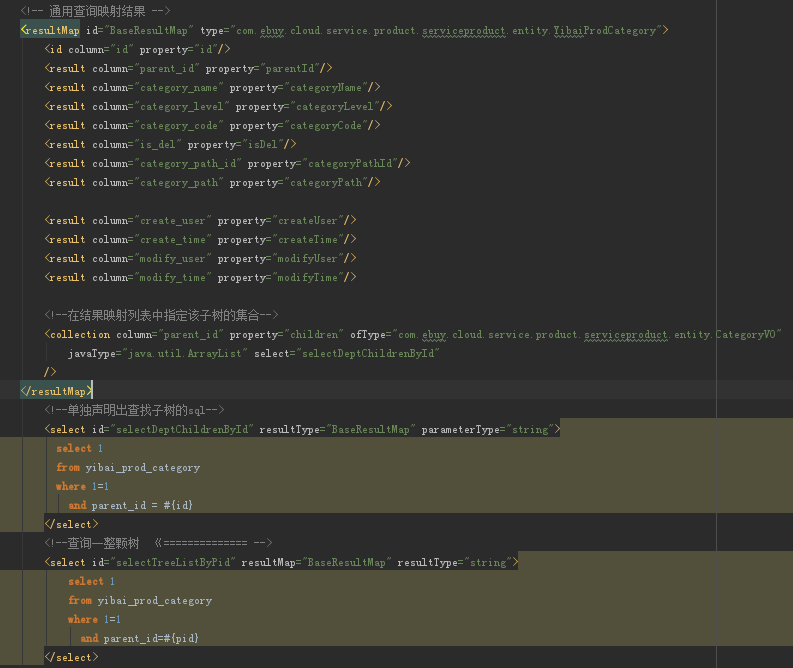 <!-- 通用查询映射结果 -->
<resultMap id="BaseResultMap" type="com.ebuy.cloud.service.product.serviceproduct.entity.YibaiProdCategory">
<id column="id" property="id"/>
<result column="parent_id" property="parentId"/>
<result column="category_name" property="categoryName"/>
<result column="category_level" property="categoryLevel"/>
<result column="category_code" property="categoryCode"/>
<result column="is_del" property="isDel"/>
<result column="category_path_id" property="categoryPathId"/>
<result column="category_path" property="categoryPath"/>
<result column="create_user" property="createUser"/>
<result column="create_time" property="createTime"/>
<result column="modify_user" property="modifyUser"/>
<result column="modify_time" property="modifyTime"/>
<!--在结果映射列表中指定该子树的集合-->
<collection column="parent_id" property="children" ofType="com.ebuy.cloud.service.product.serviceproduct.entity.CategoryVO"
javaType="java.util.ArrayList" select="selectDeptChildrenById"
/>
</resultMap>
<!--单独声明出查找子树的sql-->
<select id="selectDeptChildrenById" resultType="BaseResultMap" parameterType="string">
select 1
from yibai_prod_category
where 1=1
and parent_id = #{id}
</select>
<!--查询一整颗树 《============== -->
<select id="selectTreeListByPid" resultMap="BaseResultMap" resultType="string">
select 1
from yibai_prod_category
where 1=1
and parent_id=#{pid}
</select>